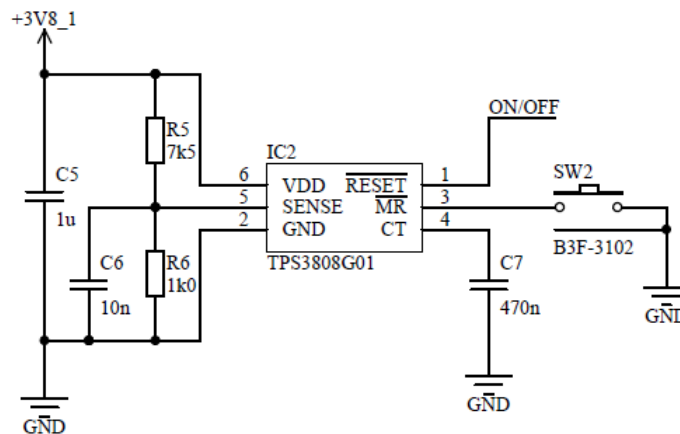 +3V8_1
R5
7k5
C5
1u
C6
10n
R6
1k0
IC2
6
VDD
RESET
1
5
SENSE
MR
3
2
GND
CT
4
TPS3808G01
ON/OFF
SW2
B3F-3102
C7
470n
GND
GND
GND